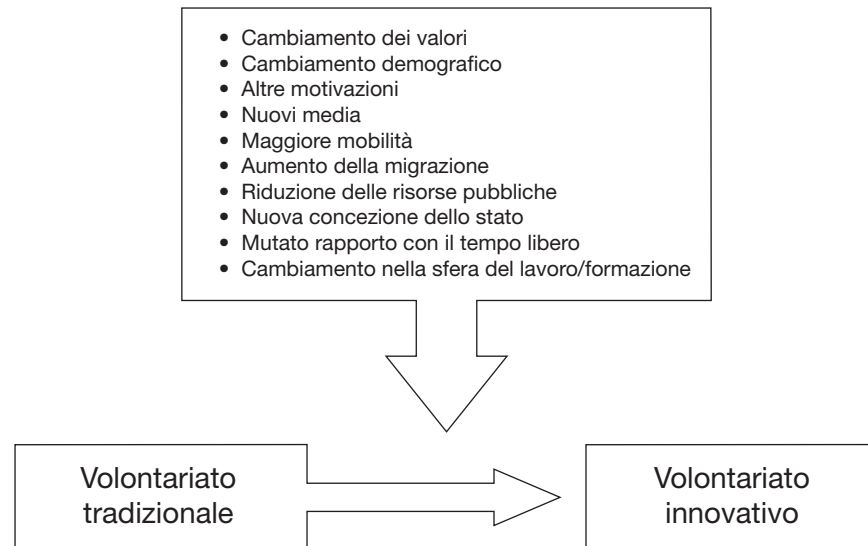 • Cambiamento dei valori
• Cambiamento demografico
• Altre motivazioni
• Nuovi media
• Maggiore mobilità
• Aumento della migrazione
• Riduzione delle risorse pubbliche
• Nuova concezione dello stato
• Mutato rapporto con il tempo libero
• Cambiamento nella sfera del lavoro/formazione
Volontariato
tradizionale
Volontariato
innovativo